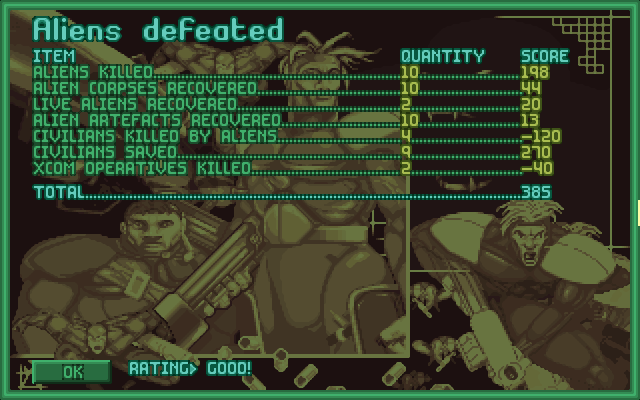 Aliens defeated
ITEM QUANTITY SCORE
ALIENS KILLED 10 198
ALIEN CORPSES RECOVERED 10 44
LIVE ALIENS RECOVERED 2 20
ALIEN ARTEFACTS RECOVERED 10 13
CIVILIANS KILLED BY ALIENS 4 -120
CIVILIANS SAVED 9 270
XCOM OPERATIVES KILLED 2 -40
TOTAL 385
OK RATING> GOOD!